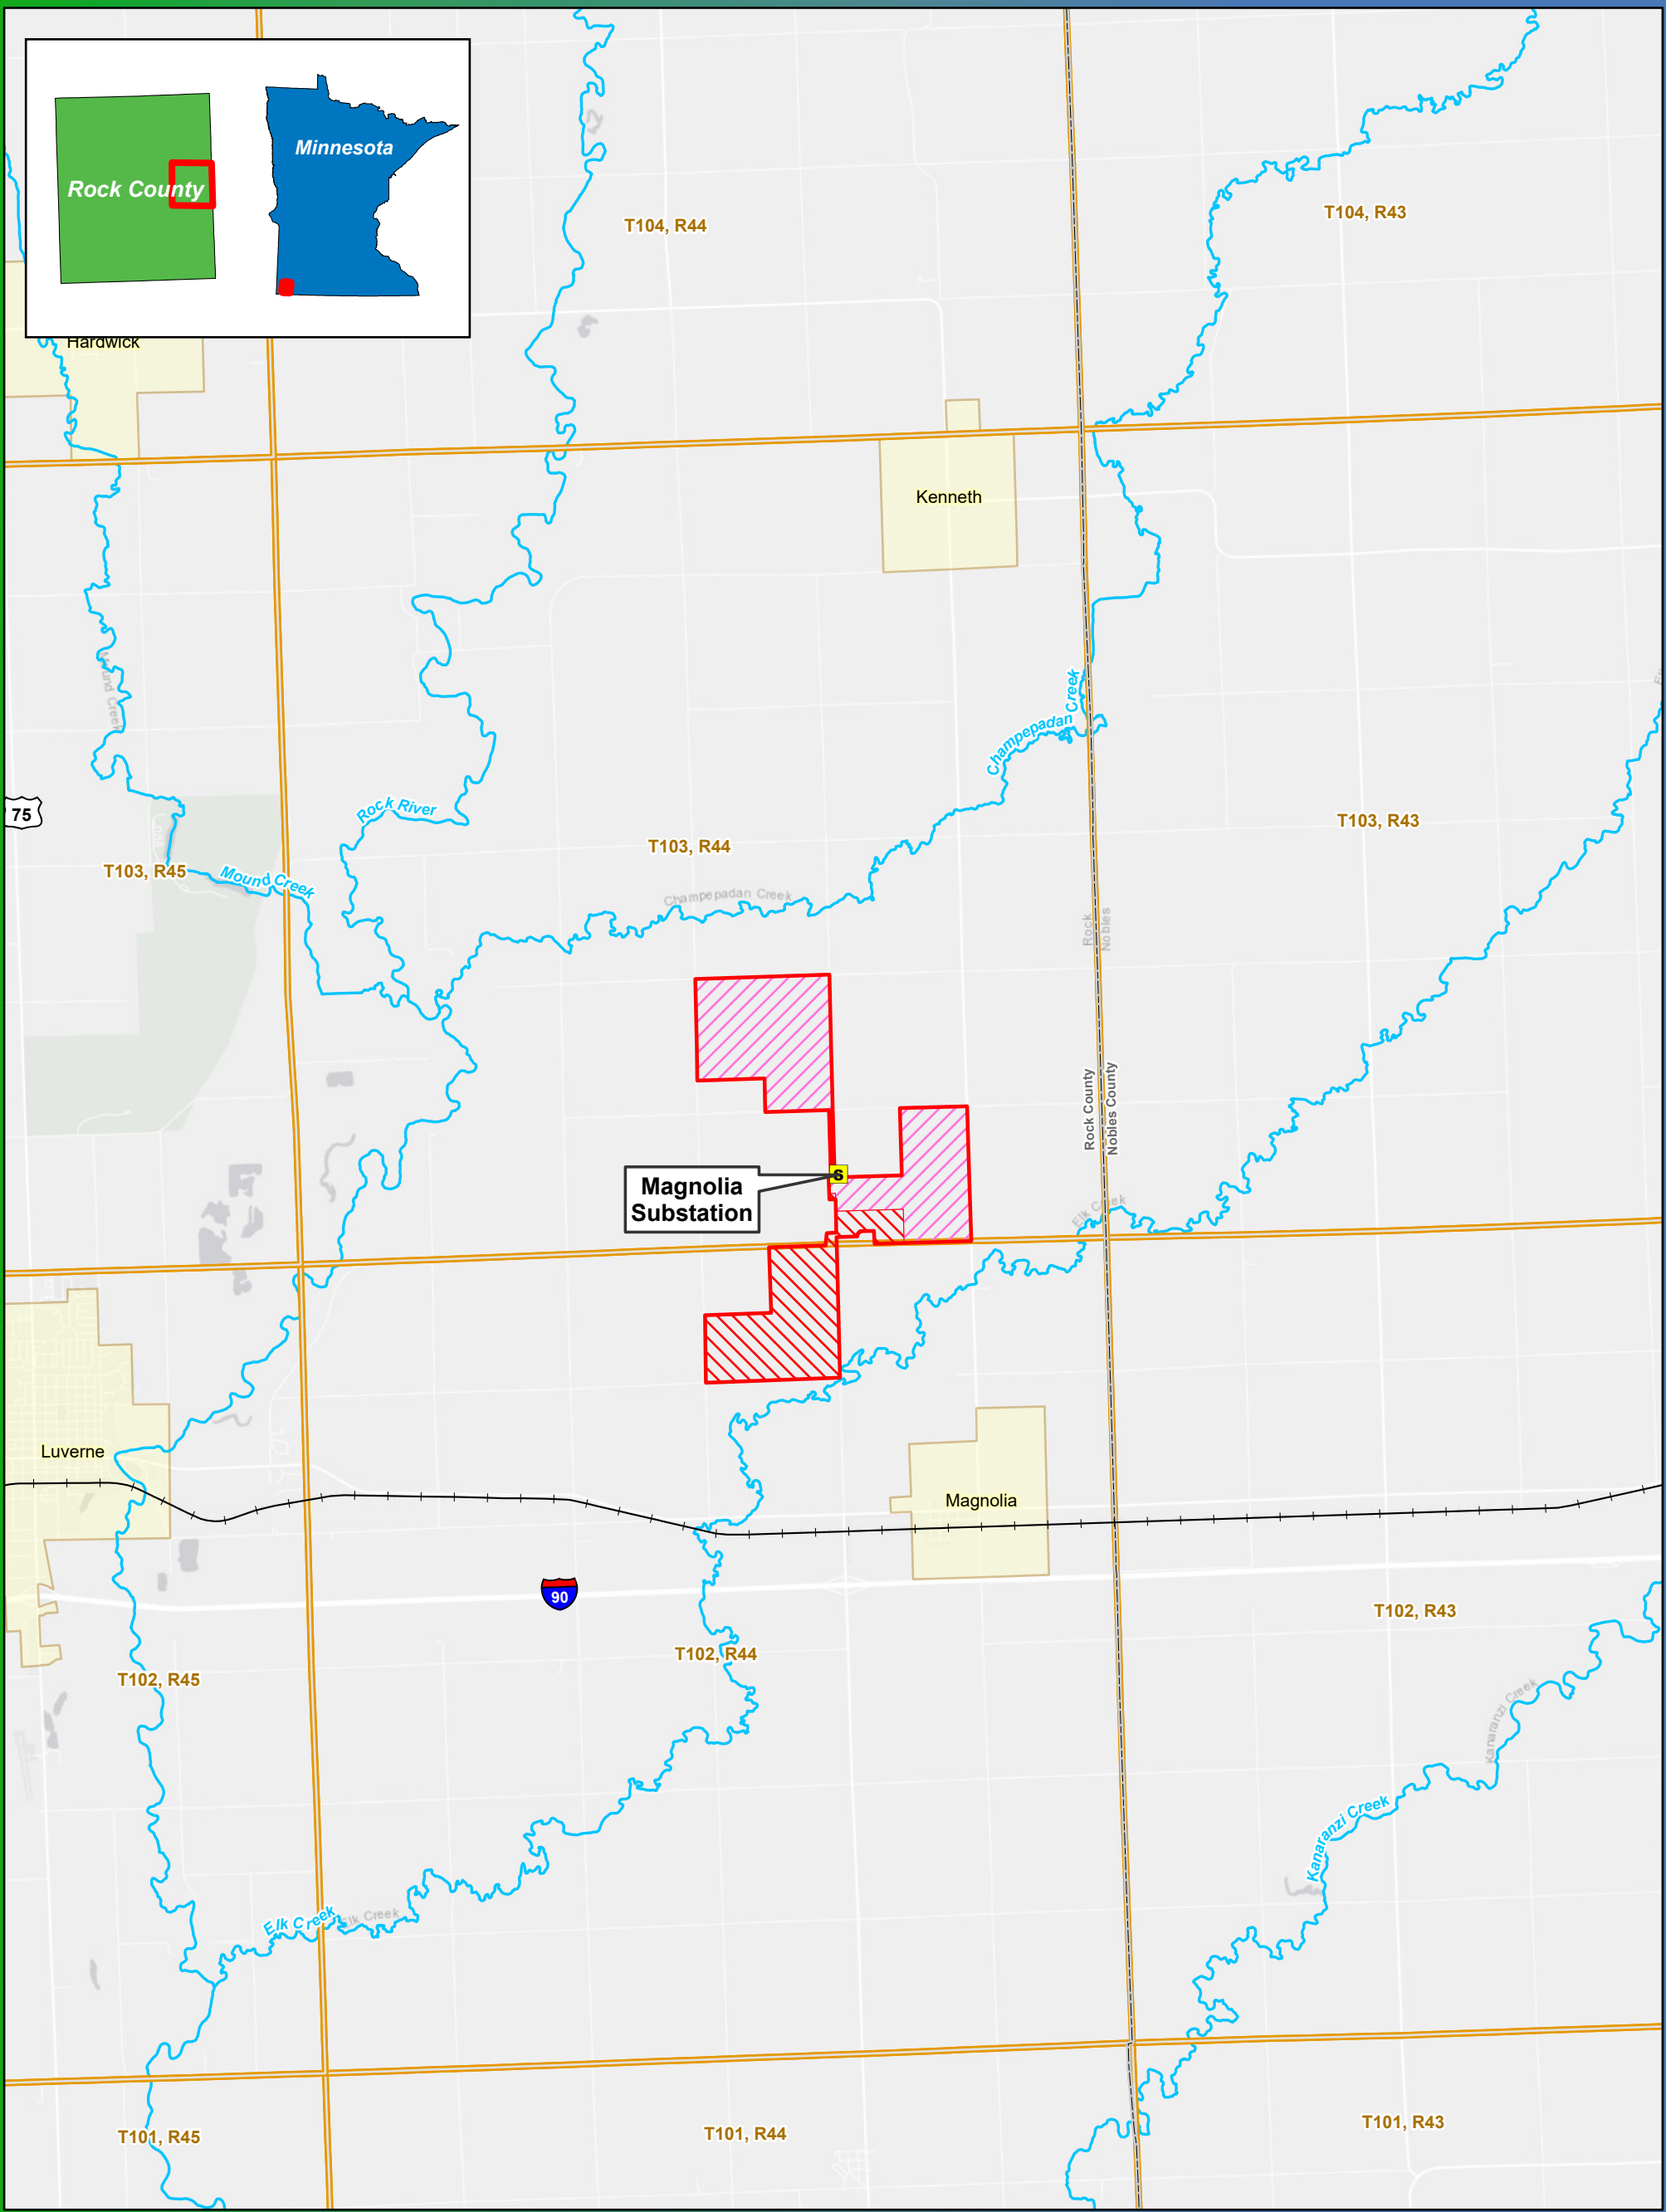 Minnesota
Rock County
T104, R44
T104, R43
Hardwick
Kenneth
Mound Creek
Champepadan Creek
75
Rock River
T103, R43
T103, R44
T103, R45
Mound Creek
Champepadan Creek
Rock
Nobles
Rock County
Nobles County
Magnolia
Substation
S
Elk Creek
Luverne
Magnolia
90
T102, R43
T102, R44
T102, R45
Kanaranzi Creek
Kanaranzi Creek
Elk Creek
Elk Creek
T101, R45
T101, R44
T101, R43